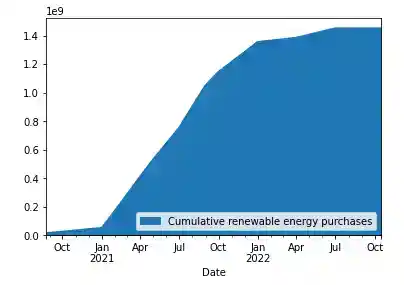 1e9
1.4
1.2
1.0
0.8
0.6
0.4
0.2
0.0
Cumulative renewable energy purchases
Oct Jan Apr Jul Oct Jan Apr Jul Oct
2021 2022
Date